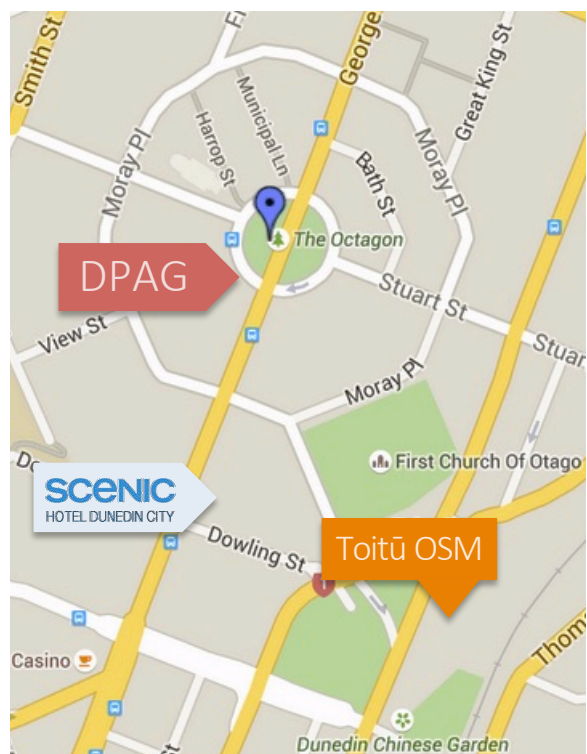 Smith St
George
Great King St
Municipal Ln
Harrop St
Moray Pl
Moray Pl
Bath St
The Octagon
DPAG
Stuart St
View St
Stuar
Moray Pl
First Church Of Otago
SCENIC
HOTEL DUNEDIN CITY
Dowling St
Toitū OSM
1
Thom
Casino
Dunedin Chinese Garden